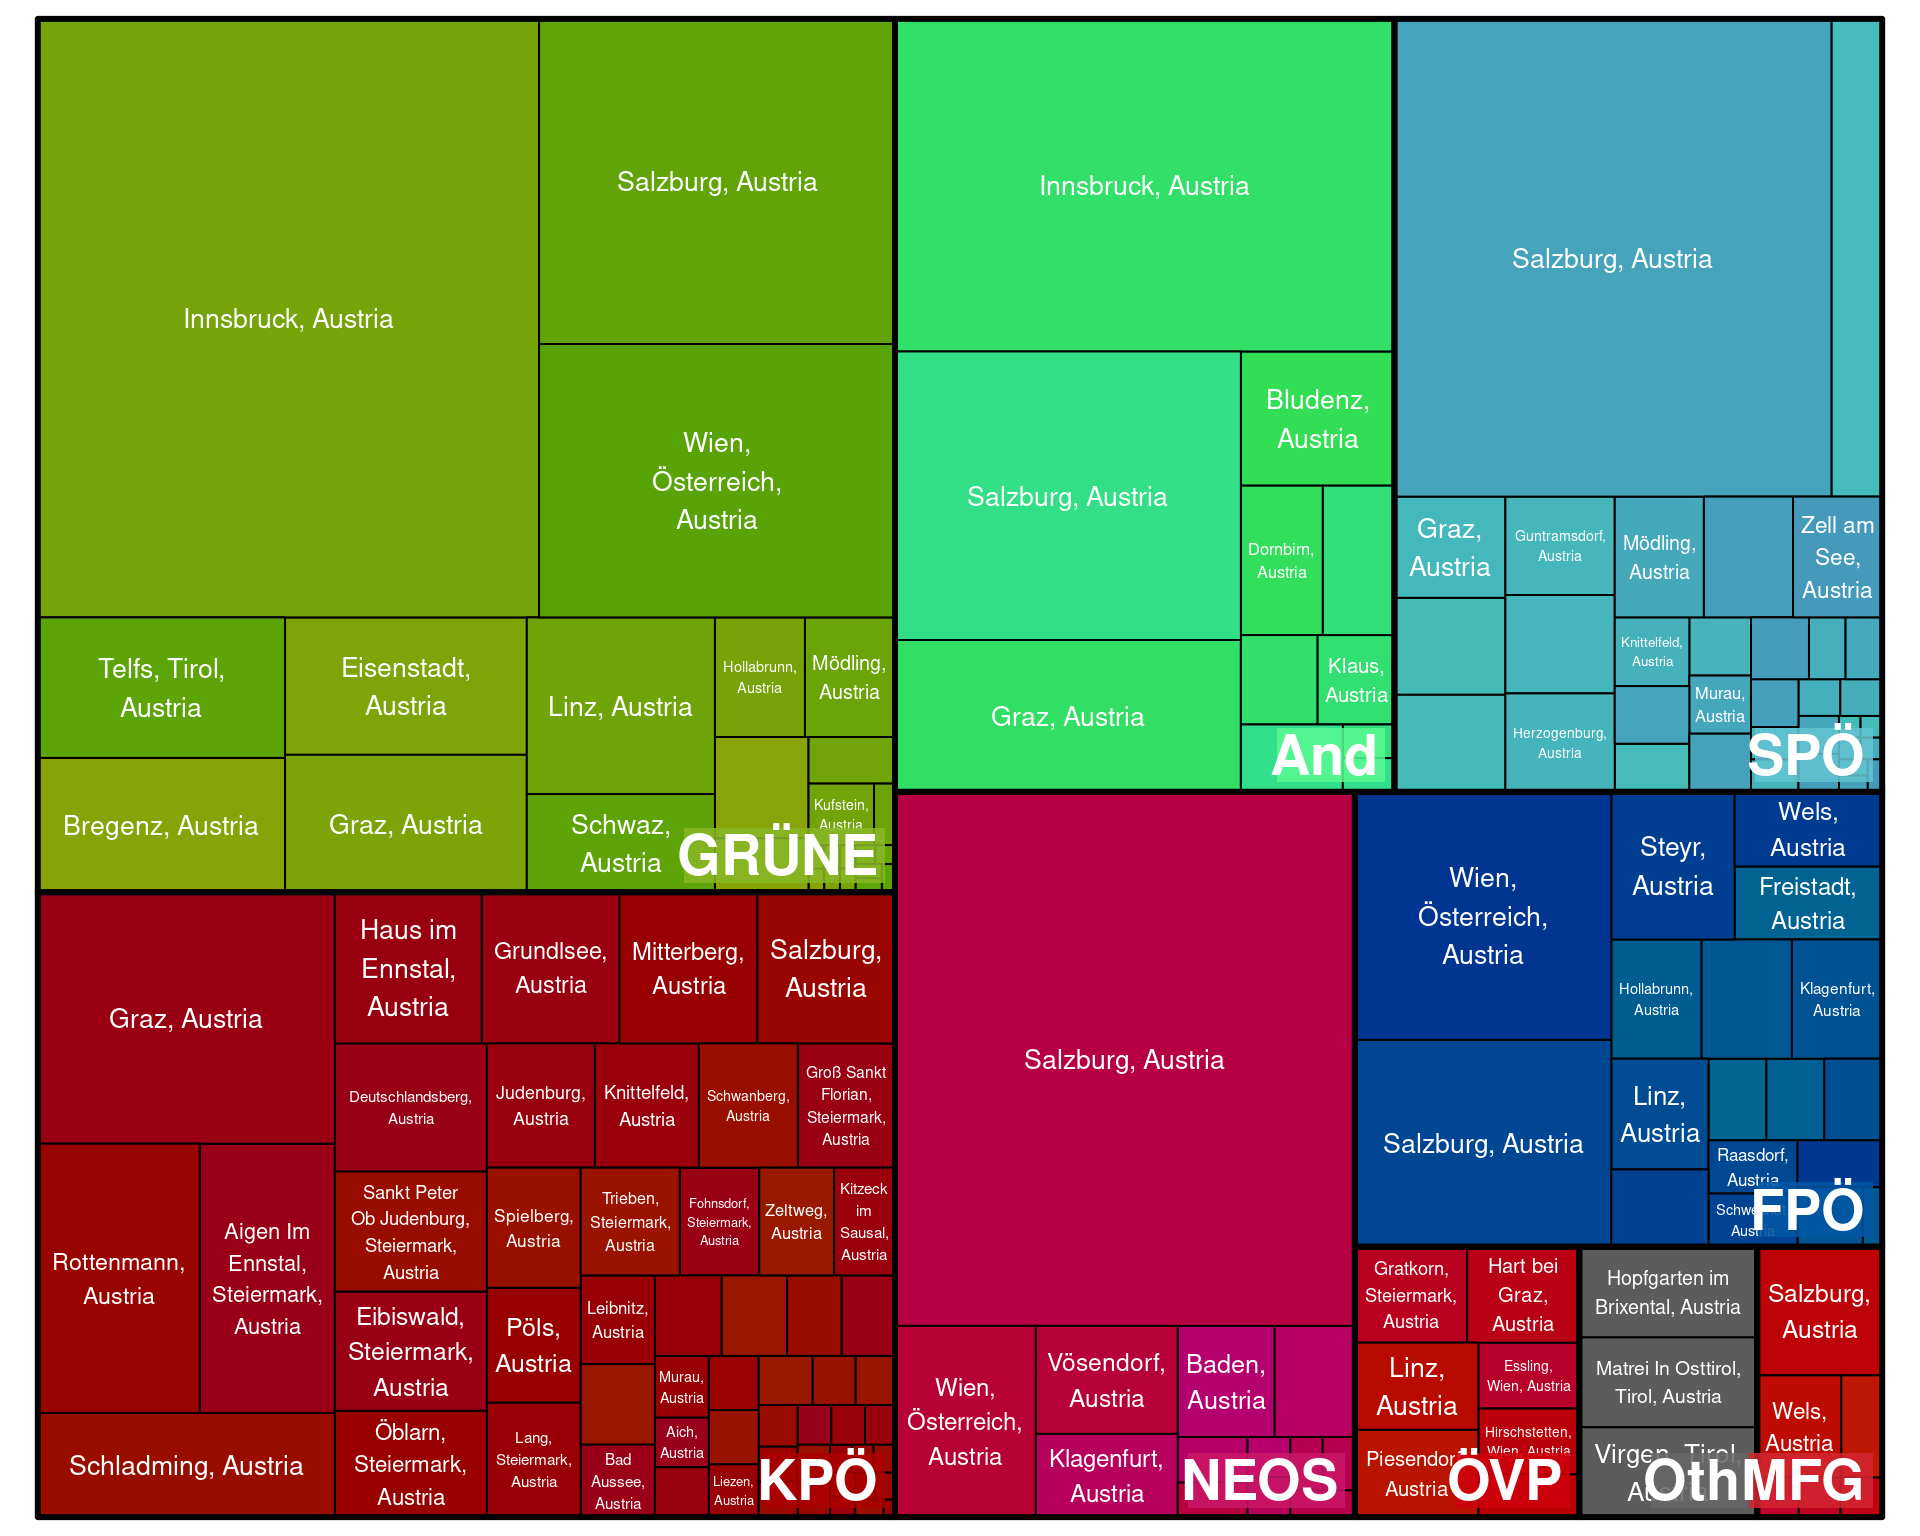 Innsbruck, Austria
Salzburg, Austria
Wien,
Österreich,
Austria
Telfs, Tirol,
Austria
Bregenz, Austria
Eisenstadt,
Austria
Graz, Austria
Linz, Austria
Schwaz,
Austria
Hollabrunn,
Austria
Mödling,
Austria
Kufstein,
Austria
GRÜNE
Innsbruck, Austria
Salzburg, Austria
Graz, Austria
Bludenz,
Austria
Dornbirn,
Austria
Klaus,
Austria
And
Salzburg, Austria
Graz,
Austria
Guntramsdorf,
Austria
Herzogenburg,
Austria
Mödling,
Austria
Zell am
See,
Austria
Knittelfeld,
Austria
Murau,
Austria
SPÖ
Graz, Austria
Rottenmann,
Austria
Aigen Im
Ennstal,
Steiermark,
Austria
Schladming, Austria
Haus im
Ennstal,
Austria
Grundlsee,
Austria
Mitterberg,
Austria
Salzburg,
Austria
Deutschlandsberg,
Austria
Judenburg,
Austria
Knittelfeld,
Austria
Schwanberg,
Austria
Groß Sankt
Florian,
Steiermark,
Austria
Sankt Peter
Ob Judenburg,
Steiermark,
Austria
Eibiswald,
Steiermark,
Austria
Öblarn,
Steiermark,
Austria
Spielberg,
Austria
Pöls,
Austria
Lang,
Steiermark,
Austria
Trieben,
Steiermark,
Austria
Fohnsdorf,
Steiermark,
Austria
Zeltweg,
Austria
Kitzeck
im
Sausal,
Austria
Leibnitz,
Austria
Bad
Aussee,
Austria
Murau,
Austria
Aich,
Austria
Liezen,
Austria
KPÖ
Salzburg, Austria
Wien,
Österreich,
Austria
Vösendorf,
Austria
Klagenfurt,
Austria
Baden,
Austria
NEOS
Wien,
Österreich,
Austria
Salzburg, Austria
Steyr,
Austria
Wels,
Austria
Freistadt,
Austria
Hollabrunn,
Austria
Klagenfurt,
Austria
Linz,
Austria
Raasdorf,
Austria
Austria
FPÖ
Gratkorn,
Steiermark,
Austria
Hart bei
Graz,
Austria
Linz,
Austria
Essling,
Wien, Austria
Hirschstetten,
Wien, Austria
Piesendorf,
Austria
ÖVP
Hopfgarten im
Brixental, Austria
Matrei In Osttirol,
Tirol, Austria
Virgen, Tirol,
Austria
Salzburg,
Austria
Wels,
Austria
OthMFG